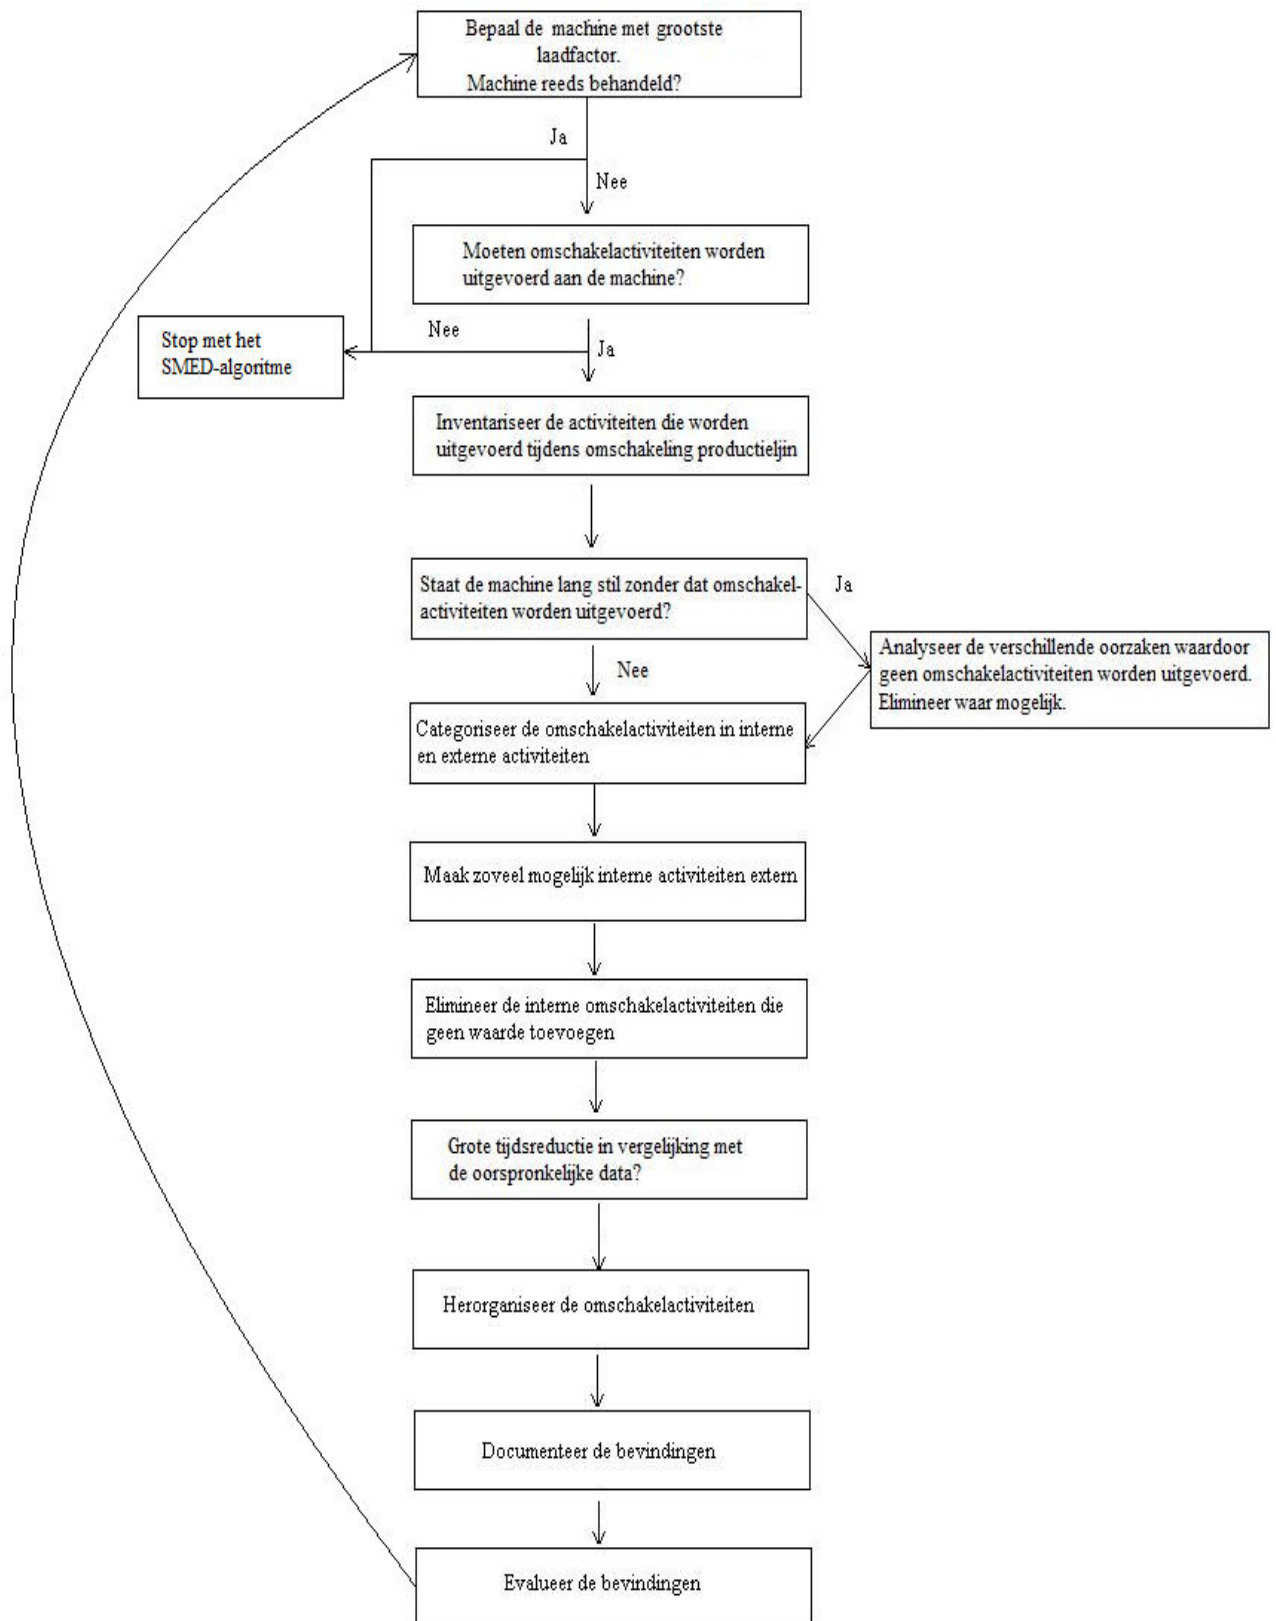 Bepaal de machine met grootste
laadfactor.
Machine reeds behandeld?
Ja
Nee
Moeten omschakelactiviteiten worden
uitgevoerd aan de machine?
Nee
Ja
Stop met het
SMED-algoritme
Inventariseer de activiteiten die worden
uitgevoerd tijdens omschakeling productieljin
Staat de machine lang stil zonder dat omschakel-
activiteiten worden uitgevoerd?
Ja
Nee
Analyseer de verschillende oorzaken waardoor
geen omschakelactiviteiten worden uitgevoerd.
Elimineer waar mogelijk.
Categoriseer de omschakelactiviteiten in interne
en externe activiteiten
Maak zoveel mogelijk interne activiteiten extern
Elimineer de interne omschakelactiviteiten die
geen waarde toevoegen
Grote tijdsreductie in vergelijking met
de oorspronkelijke data?
Herorganiseer de omschakelactiviteiten
Documenteer de bevindingen
Evalueer de bevindingen